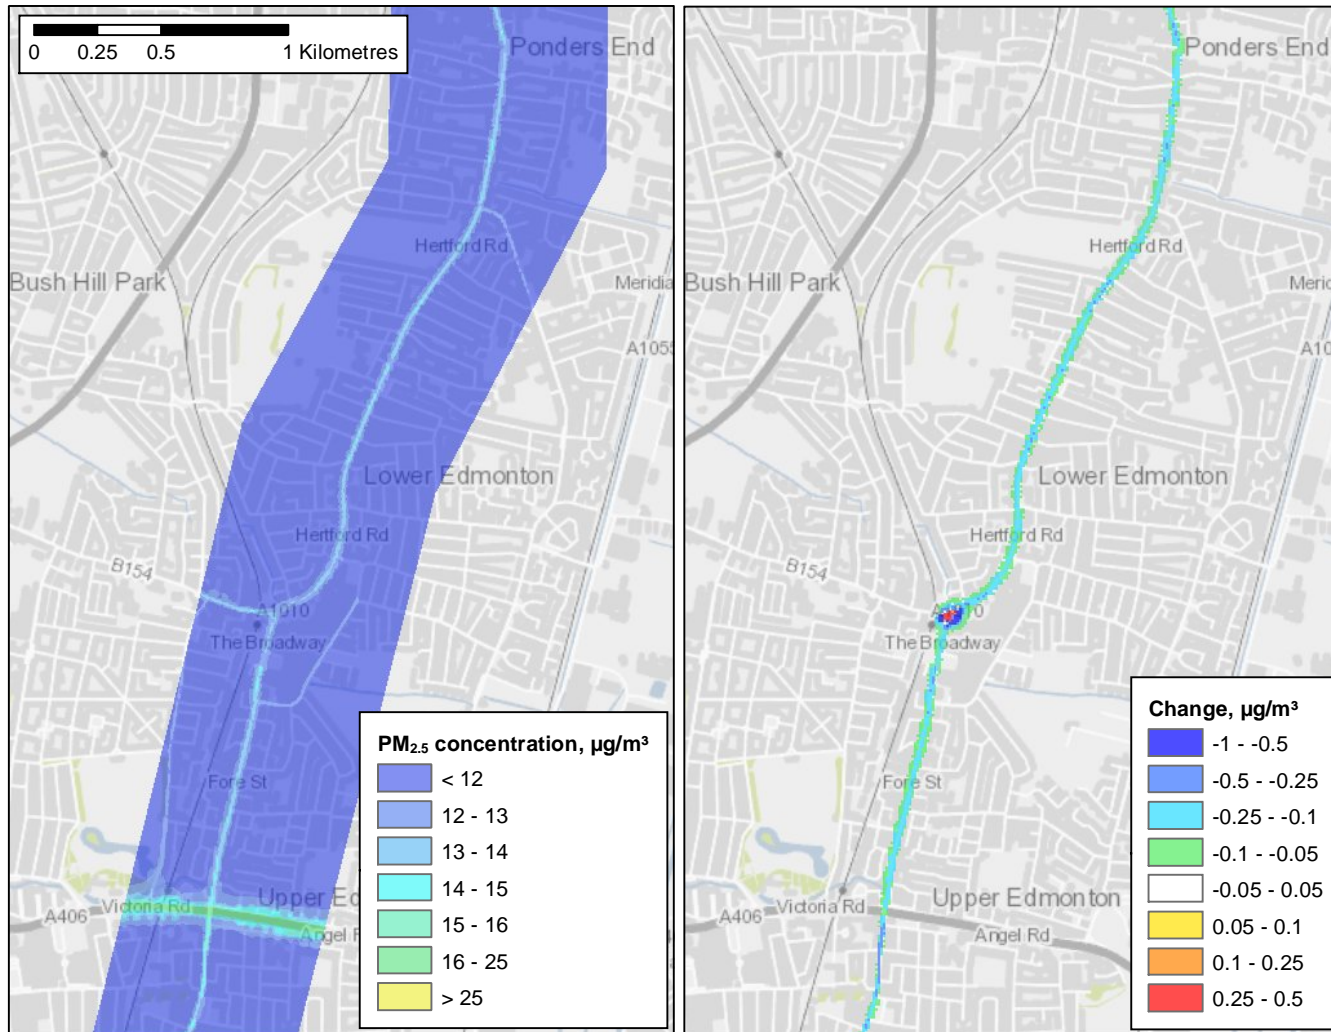 0 0.25 0.5 1 Kilometres
Ponders End
Hertford Rd
Bush Hill Park
Meridia
A1055
Lower Edmonton
Hertford Rd
B154
A1010
The Broadway
Fore St
Upper Ed
A406
Victoria Rd
Angel R
PM2.5 concentration, µg/m³
< 12
12 - 13
13 - 14
14 - 15
15 - 16
16 - 25
> 25
Ponders End
Hertford Rd
Bush Hill Park
Meric
A10
Lower Edmonton
Hertford Rd
B154
The Broadway
Fore St
Upper Edmonton
A406
Victoria Rd
Angel Rd
Change, µg/m³
-1 - -0.5
-0.5 - -0.25
-0.25 - -0.1
-0.1 - -0.05
-0.05 - 0.05
0.05 - 0.1
0.1 - 0.25
0.25 - 0.5